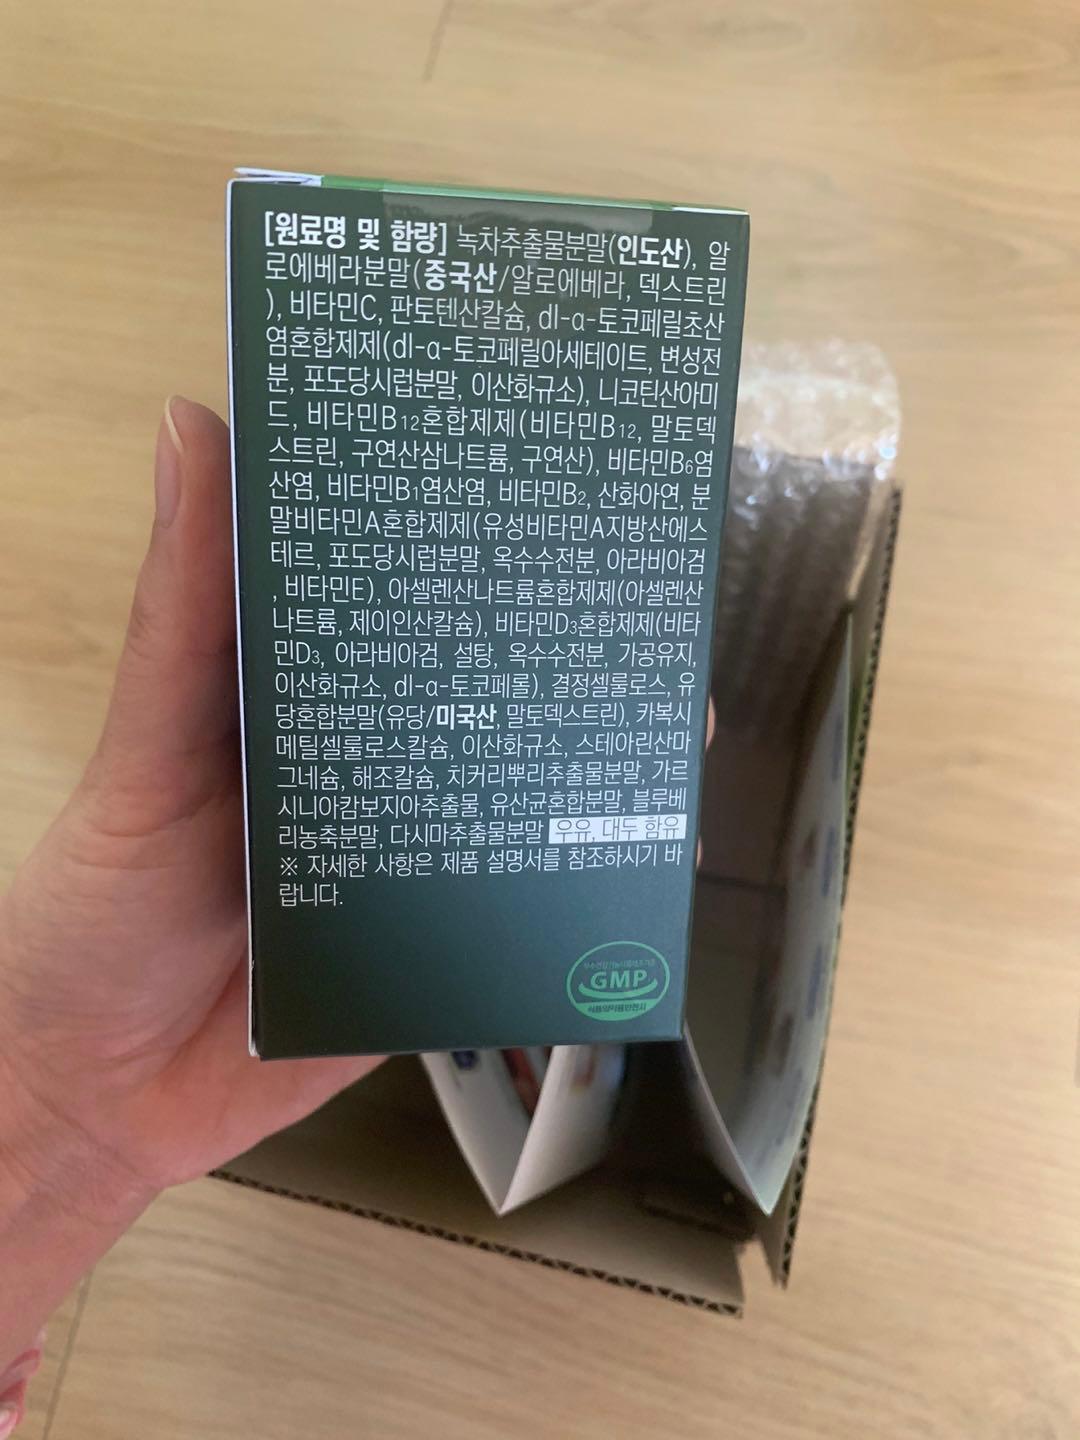 [원료명 및 함량] 녹차추출물분말(인도산), 알
로에베라분말(중국산/알로에베라, 덱스트린
), 비타민C, 판토텐산칼슘, dl-α-토코페릴초산
염혼합제제(dl-α-토코페릴아세테이트, 변성전
분, 포도당시럽분말, 이산화규소), 니코틴산아미
드, 비타민B12혼합제제(비타민B12, 말토덱
스트린, 구연산삼나트륨, 구연산), 비타민B6염
산염, 비타민B1염산염, 비타민B2, 산화아연, 분
말비타민A혼합제제(유성비타민A지방산에스
테르, 포도당시럽분말, 옥수수전분, 아라비아검
, 비타민E), 아셀렌산나트륨혼합제제(아셀렌산
나트륨, 제이인산칼슘), 비타민D3혼합제제(비타
민D3, 아라비아검, 설탕, 옥수수전분, 가공유지,
이산화규소, dl-α-토코페롤), 결정셀룰로스, 유
당혼합분말(유당/미국산, 말토덱스트린), 카복시
메틸셀룰로스칼슘, 이산화규소, 스테아린산마
그네슘, 해조칼슘, 치커리뿌리추출물분말, 가르
시니아캄보지아추출물, 유산균혼합분말, 블루베
리농축분말, 다시마추출물분말 우유, 대두 함유
※ 자세한 사항은 제품 설명서를 참조하시기 바
랍니다.
GMP
식품의약품안전처